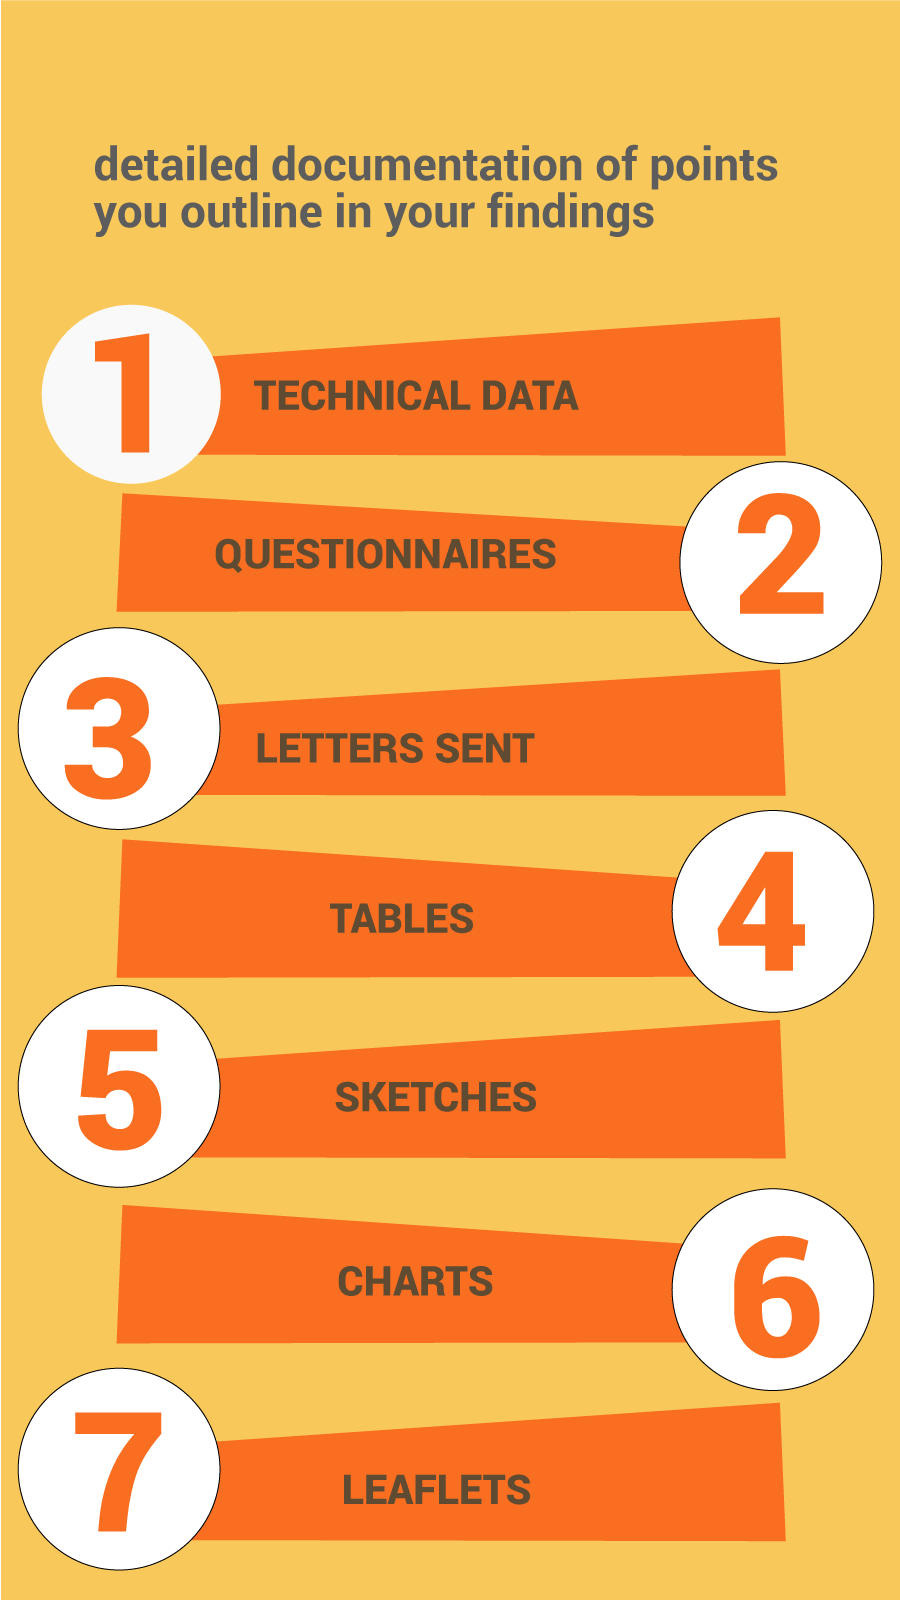 detailed documentation of points
you outline in your findings
1
TECHNICAL DATA
QUESTIONNAIRES
2
3
LETTERS SENT
TABLES
4
5
SKETCHES
CHARTS
6
7
LEAFLETS